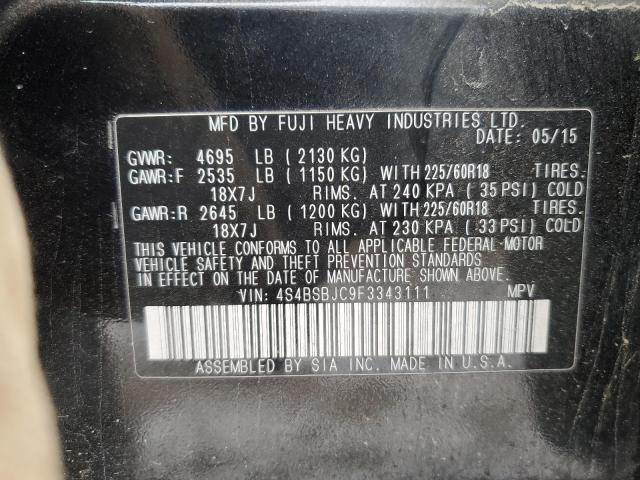 MFD BY FUJI HEAVY INDUSTRIES LTD.
DATE: 05/15
GVWR: 4695 LB ( 2130 KG)
GAWR:F 2535 LB ( 1150 KG) WITH 225/60R18 TIRES,
18X7J RIMS, AT 240 KPA ( 35 PSI) COLD
GAWR:R 2645 LB ( 1200 KG) WITH 225/60R18 TIRES,
18X7J RIMS, AT 230 KPA ( 33 PSI) COLD
THIS VEHICLE CONFORMS TO ALL APPLICABLE FEDERAL MOTOR
VEHICLE SAFETY AND THEFT PREVENTION STANDARDS
IN EFFECT ON THE DATE OF MANUFACTURE SHOWN ABOVE.
VIN: 4S4BSBJC9F3343111 MPV
ASSEMBLED BY SIA INC. MADE IN U.S.A.